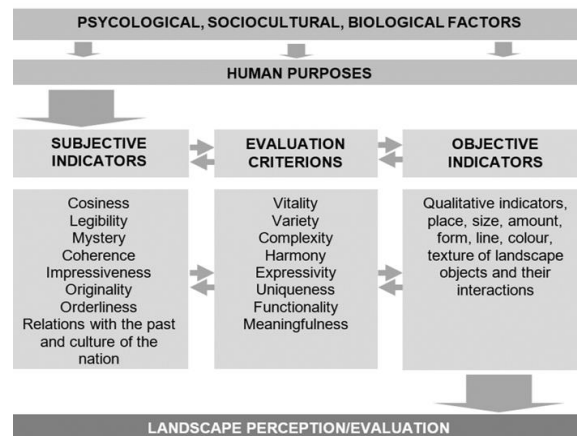 PSYCOLOGICAL, SOCIOCULTURAL, BIOLOGICAL FACTORS
HUMAN PURPOSES
SUBJECTIVE
INDICATORS
EVALUATION
CRITERIONS
OBJECTIVE
INDICATORS
Cosiness
Legibility
Mystery
Coherence
Impressiveness
Originality
Orderliness
Relations with the past
and culture of the
nation
Vitality
Variety
Complexity
Harmony
Expressivity
Uniqueness
Functionality
Meaningfulness
Qualitative indicators,
place, size, amount,
form, line, colour,
texture of landscape
objects and their
interactions
LANDSCAPE PERCEPTION/EVALUATION